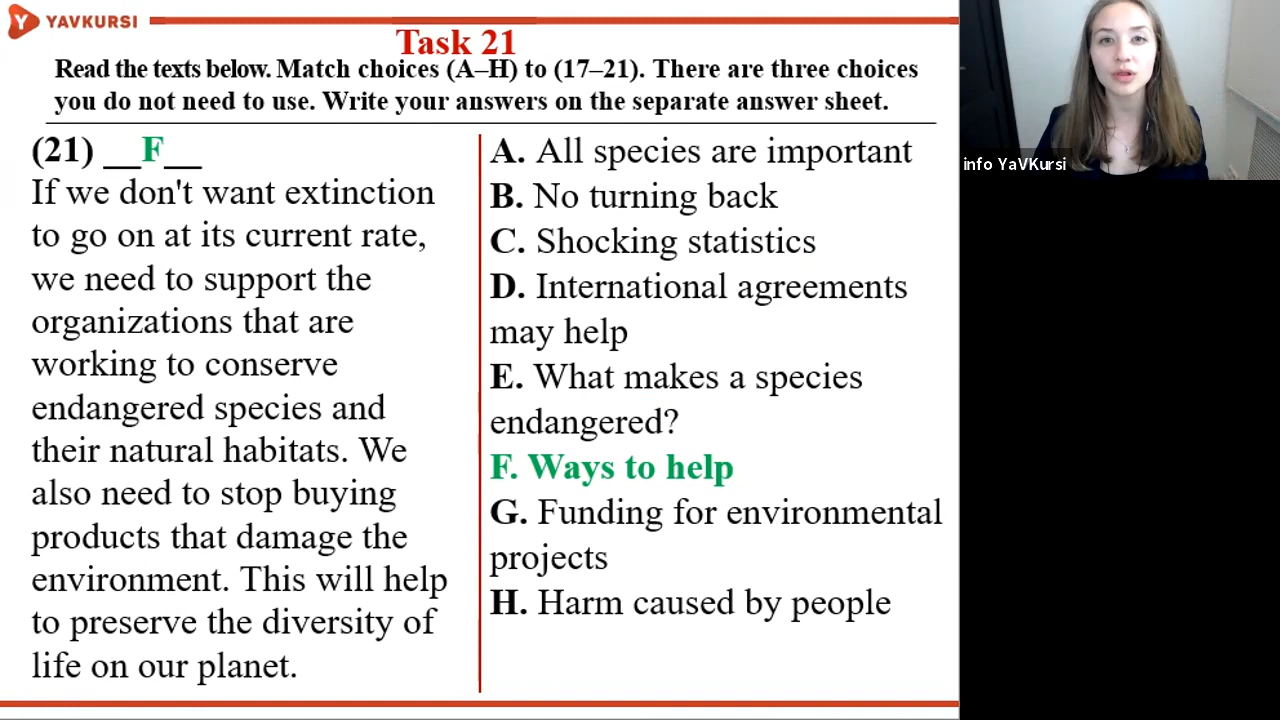 YAVKURSI
Task 21
Read the texts below. Match choices (A–H) to (17–21). There are three choices
you do not need to use. Write your answers on the separate answer sheet.
(21) __F__
If we don't want extinction
to go on at its current rate,
we need to support the
organizations that are
working to conserve
endangered species and
their natural habitats. We
also need to stop buying
products that damage the
environment. This will help
to preserve the diversity of
life on our planet.
A. All species are important
B. No turning back
C. Shocking statistics
D. International agreements
may help
E. What makes a species
endangered?
F. Ways to help
G. Funding for environmental
projects
H. Harm caused by people
info YaVKursi